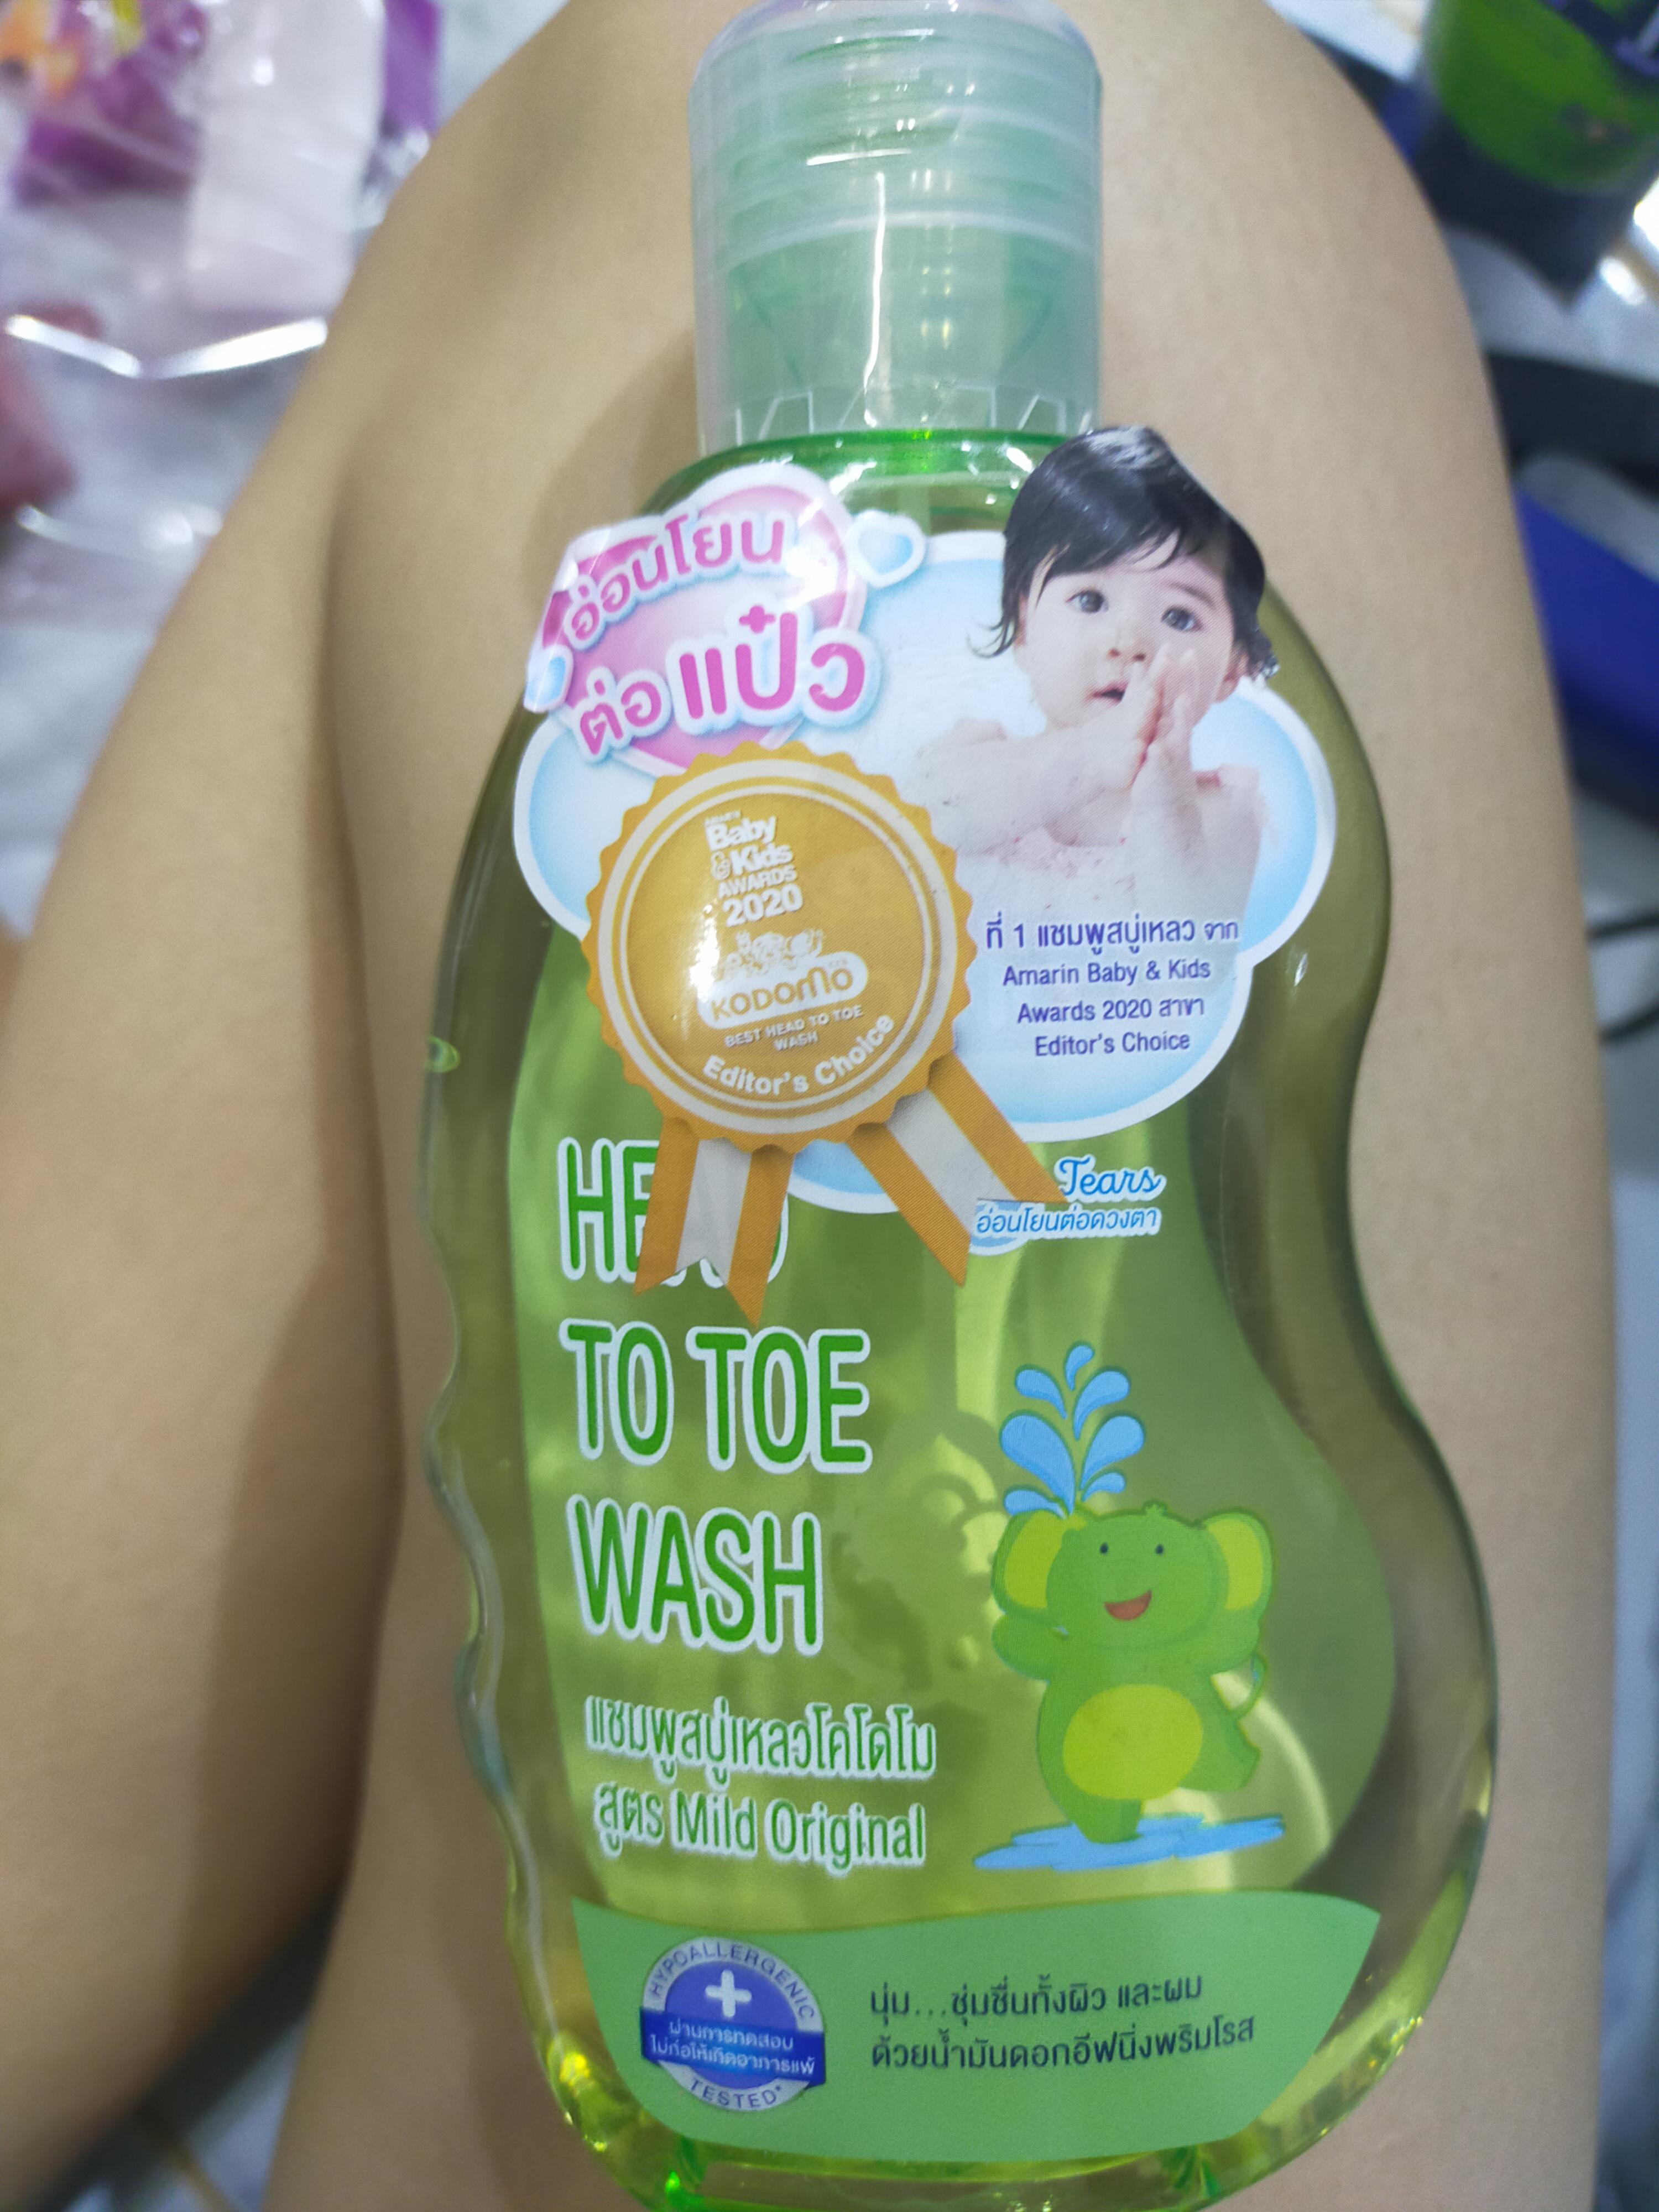 อ่อนโยน
ต่อ แป๋ว
Baby
& Kids
AWARDS
2020
KODOMO
BEST HEAD TO TOE
WASH
Editor's Choice
ที่ 1 แชมพูสบู่เหลว จาก
Amarin Baby & Kids
Awards 2020 สาขา
Editor's Choice
Tears
อ่อนโยนต่อดวงตา
HEAD
TO TOE
WASH
แชมพูสบู่เหลวโคโดโม
สูตร Mild Original
HYPOALLERGENIC
ผ่านการทดสอบ
ไม่ก่อให้เกิดอาการแพ้
TESTED*
นุ่ม...ชุ่มชื่นทั้งผิว และผม
ด้วยน้ำมันดอกอีฟนิ่งพริมโรส